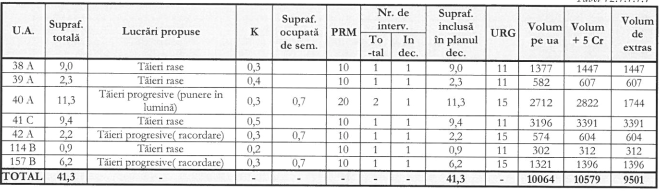 U.A. | Supraf. totală | Lucrări propuse | K | Supraf. ocupată de sem. | PRM | Nr. de interv. To -tal | In dec. | Supraf. inclusă în planul dec. | URG | Volum pe ua | Volum + 5 Cr | Volum de extras
38 A | 9,0 | Tăieri rase | 0,3 | | 10 | 1 | 1 | 9,0 | 11 | 1377 | 1447 | 1447
39 A | 2,3 | Tăieri rase | 0,4 | | 10 | 1 | 1 | 2,3 | 11 | 582 | 607 | 607
40 A | 11,3 | Tăieri progresive (punere în lumină) | 0,3 | 0,7 | 20 | 2 | 1 | 11,3 | 15 | 2712 | 2822 | 1744
41 C | 9,4 | Tăieri rase | 0,5 | | 10 | 1 | 1 | 9,4 | 11 | 3196 | 3391 | 3391
42 A | 2,2 | Tăieri progresive( racordare) | 0,3 | 0,7 | 10 | 1 | 1 | 2,2 | 15 | 574 | 604 | 604
114 B | 0,9 | Tăieri rase | 0,2 | | 10 | 1 | 1 | 0,9 | 11 | 302 | 312 | 312
157 B | 6,2 | Tăieri progresive( racordare) | 0,3 | 0,7 | 10 | 1 | 1 | 6,2 | 15 | 1321 | 1396 | 1396
TOTAL | 41,3 | - | - | - | - | - | - | 41,3 | - | 10064 | 10579 | 9501